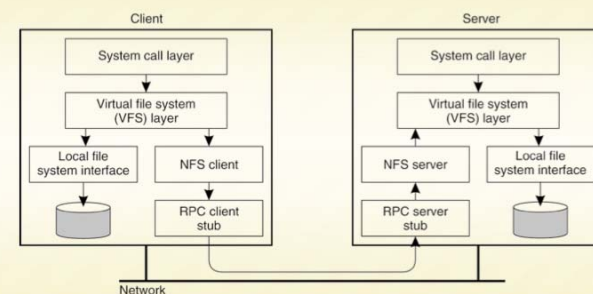 Client
System call layer
Virtual file system
(VFS) layer
Local file
system interface
NFS client
RPC client
stub
Server
System call layer
Virtual file system
(VFS) layer
NFS server
Local file
system interface
RPC server
stub
Network